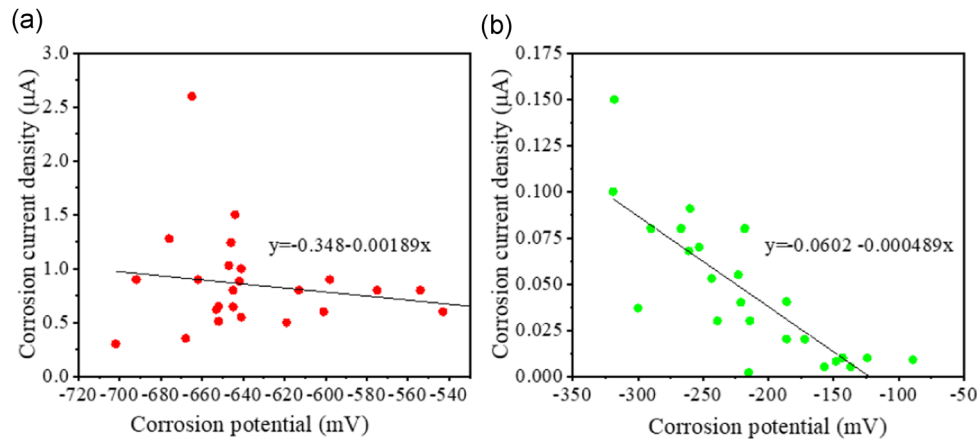 (a)
Corrosion current density (μA)
3.0
2.5
2.0
1.5
1.0
0.5
0.0
y=-0.348-0.00189x
-720 -700 -680 -660 -640 -620 -600 -580 -560 -540
Corrosion potential (mV)
(b)
Corrosion current density (μA)
0.175
0.150
0.125
0.100
0.075
0.050
0.025
0.000
y=-0.0602 -0.000489x
-350 -300 -250 -200 -150 -100 -50
Corrosion potential (mV)